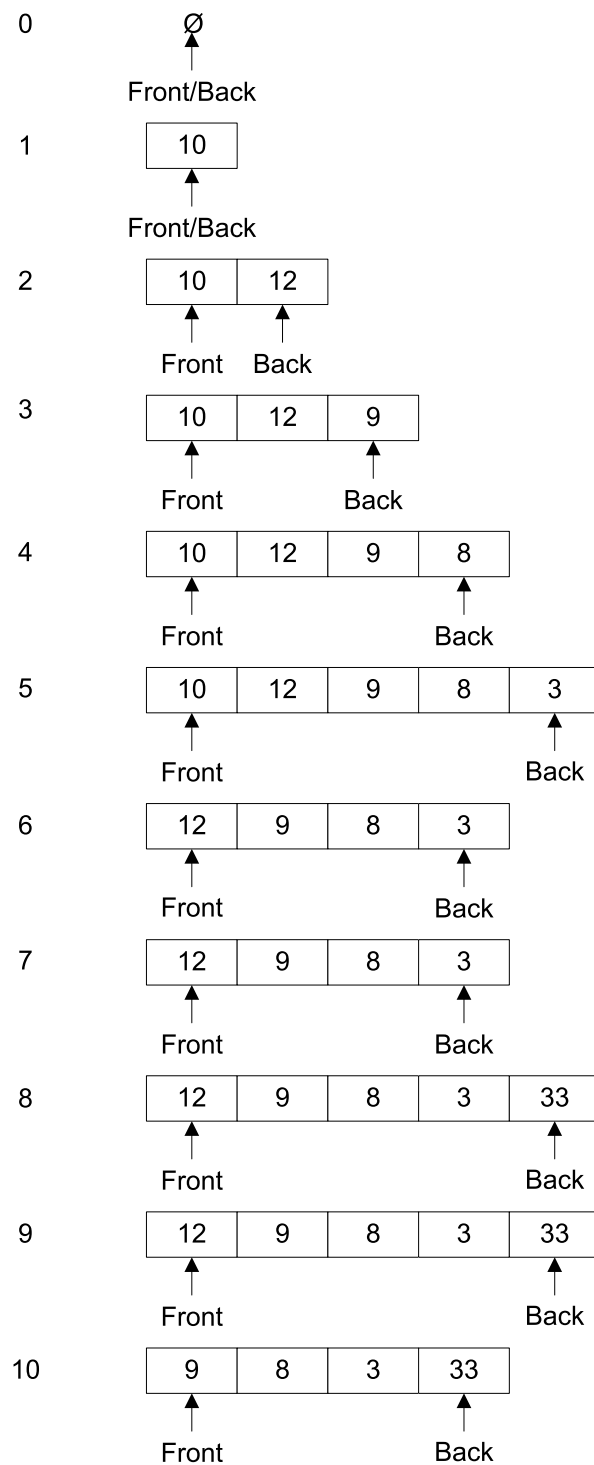 0 Ø
Front/Back
1 10
Front/Back
2 10 12
Front Back
3 10 12 9
Front Back
4 10 12 9 8
Front Back
5 10 12 9 8 3
Front Back
6 12 9 8 3
Front Back
7 12 9 8 3
Front Back
8 12 9 8 3 33
Front Back
9 12 9 8 3 33
Front Back
10 9 8 3 33
Front Back